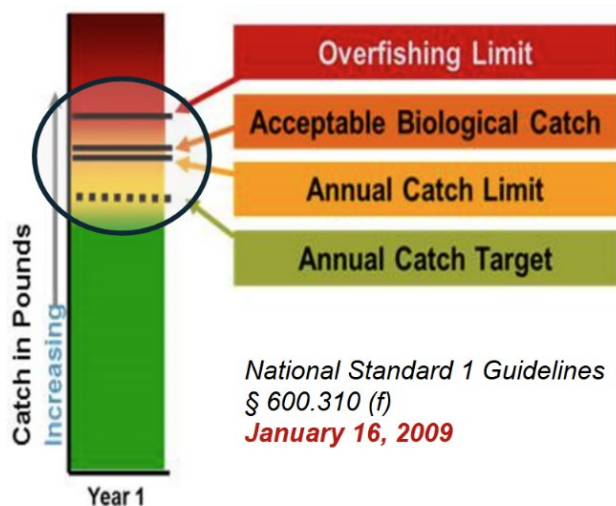 Overfishing Limit
Acceptable Biological Catch
Annual Catch Limit
Annual Catch Target
Catch in Pounds
Increasing
National Standard 1 Guidelines
§ 600.310 (f)
January 16, 2009
Year 1